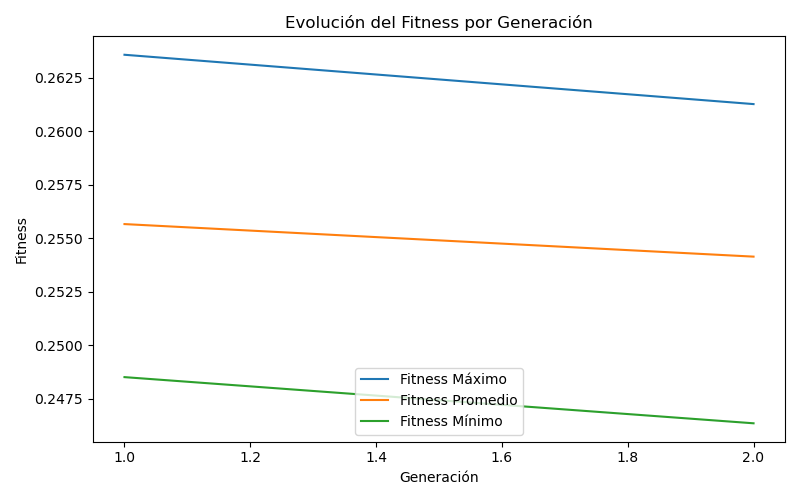 Evolución del Fitness por Generación
Fitness
0.2625
0.2600
0.2575
0.2550
0.2525
0.2500
0.2475
Fitness Máximo
Fitness Promedio
Fitness Mínimo
1.0 1.2 1.4 1.6 1.8 2.0
Generación